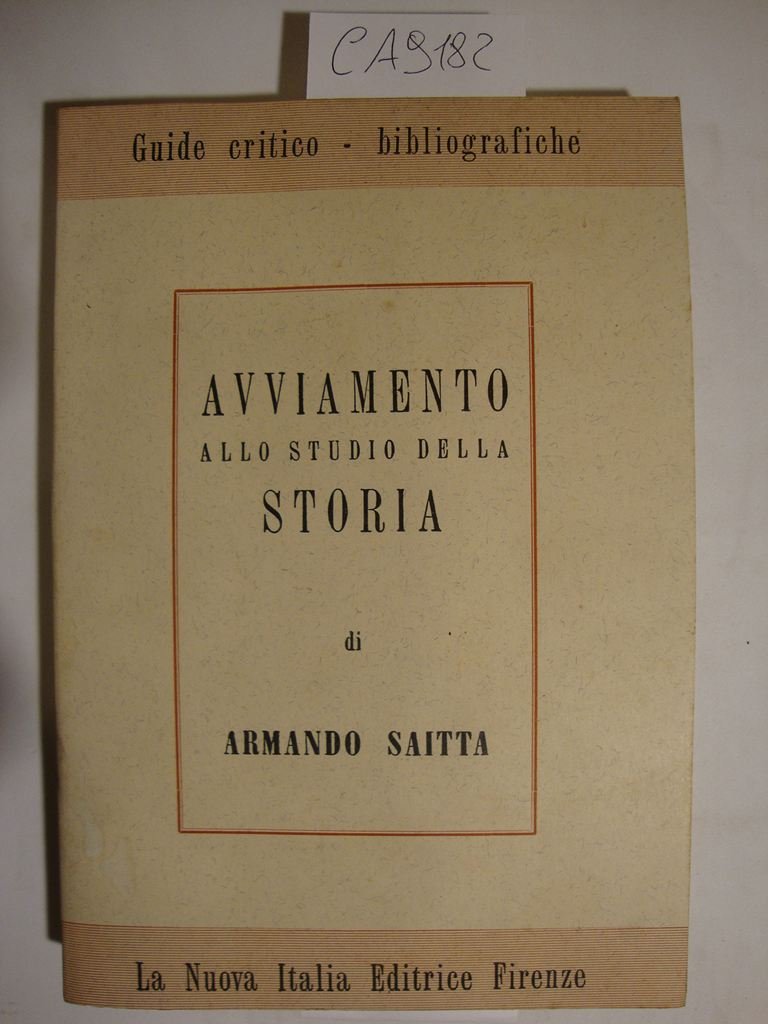 CA9182
Guide critico - bibliografiche
AVVIAMENTO
ALLO STUDIO DELLA
STORIA
di
ARMANDO SAITTA
La Nuova Italia Editrice Firenze